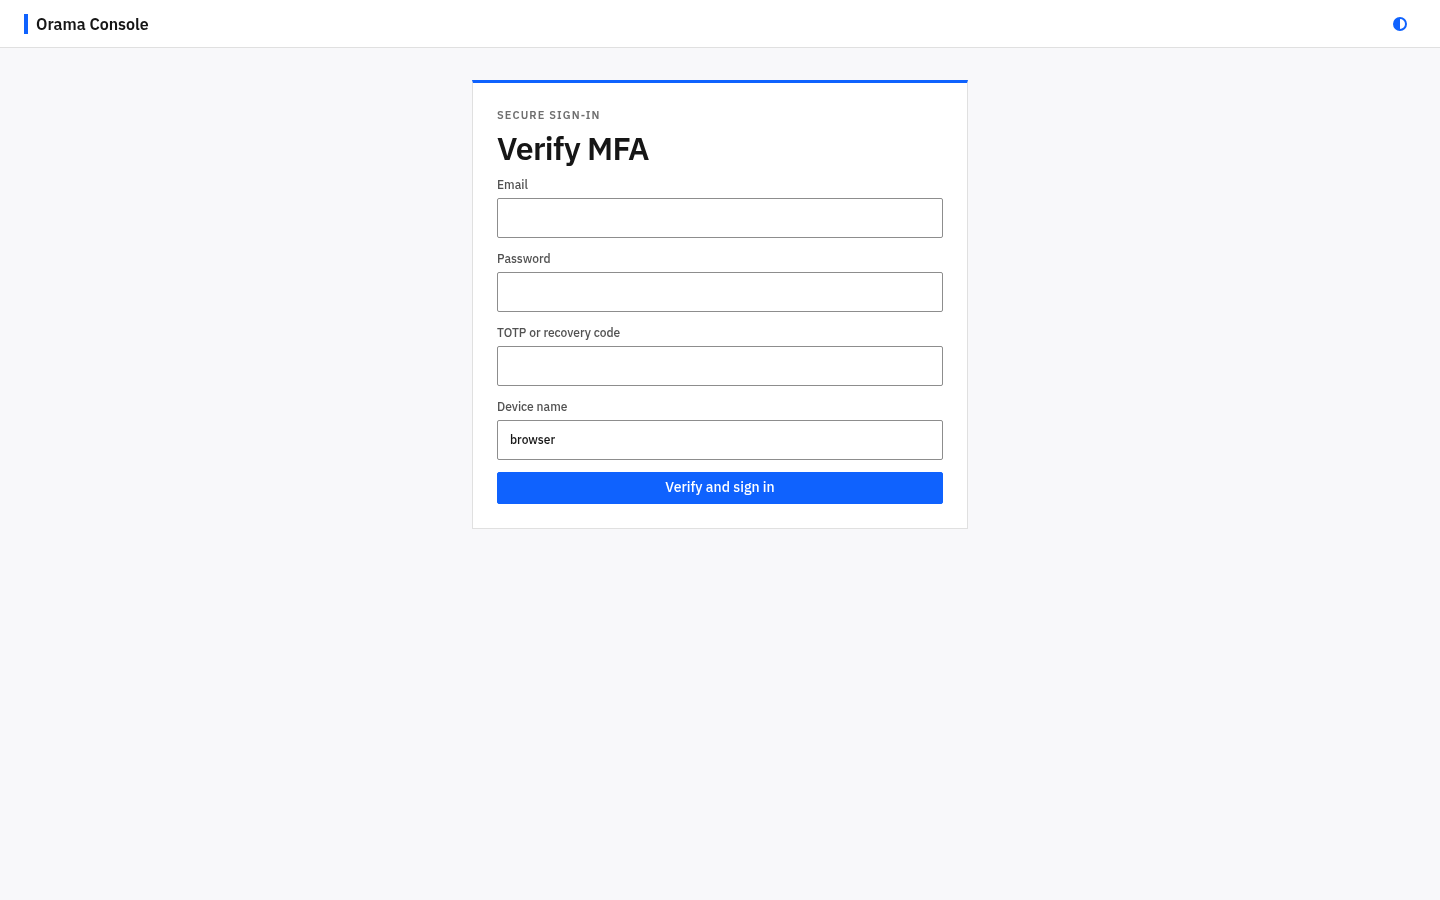 Orama Console
SECURE SIGN-IN
Verify MFA
Email
Password
TOTP or recovery code
Device name
browser
Verify and sign in